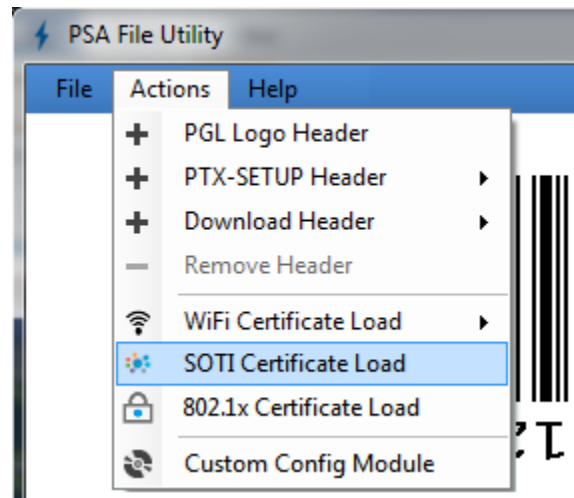 PSA File Utility
File Actions Help
PGL Logo Header
PTX-SETUP Header
Download Header
Remove Header
WiFi Certificate Load
SOTI Certificate Load
802.1x Certificate Load
Custom Config Module